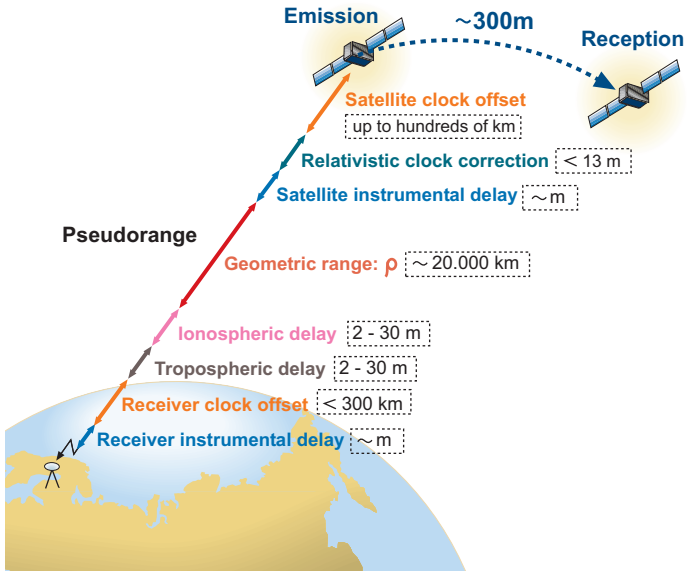 Emission
~300m
Reception
Satellite clock offset
up to hundreds of km
Relativistic clock correction < 13 m
Satellite instrumental delay ~m
Pseudorange
Geometric range: ρ ~ 20.000 km
Ionospheric delay 2 - 30 m
Tropospheric delay 2 - 30 m
Receiver clock offset < 300 km
Receiver instrumental delay ~m